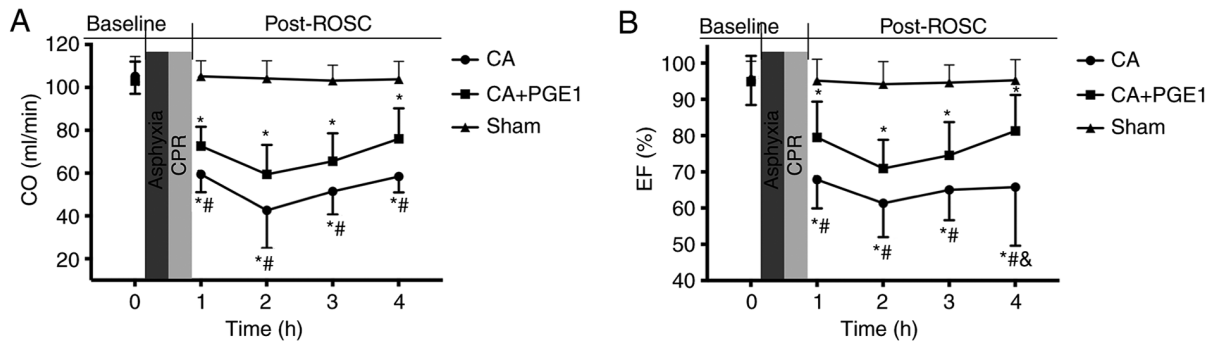 A
Baseline
Post-ROSC
120
100
80
60
40
20
CO (ml/min)
Asphyxia
CPR
*
*
*
*
*#
*#
*#
*#
0
1
2
3
4
Time (h)
CA
CA+PGE1
Sham
B
Baseline
Post-ROSC
100
90
80
70
60
50
40
EF (%)
Asphyxia
CPR
*
*
*
*
*#
*#
*#
*#&
0
1
2
3
4
Time (h)
CA
CA+PGE1
Sham